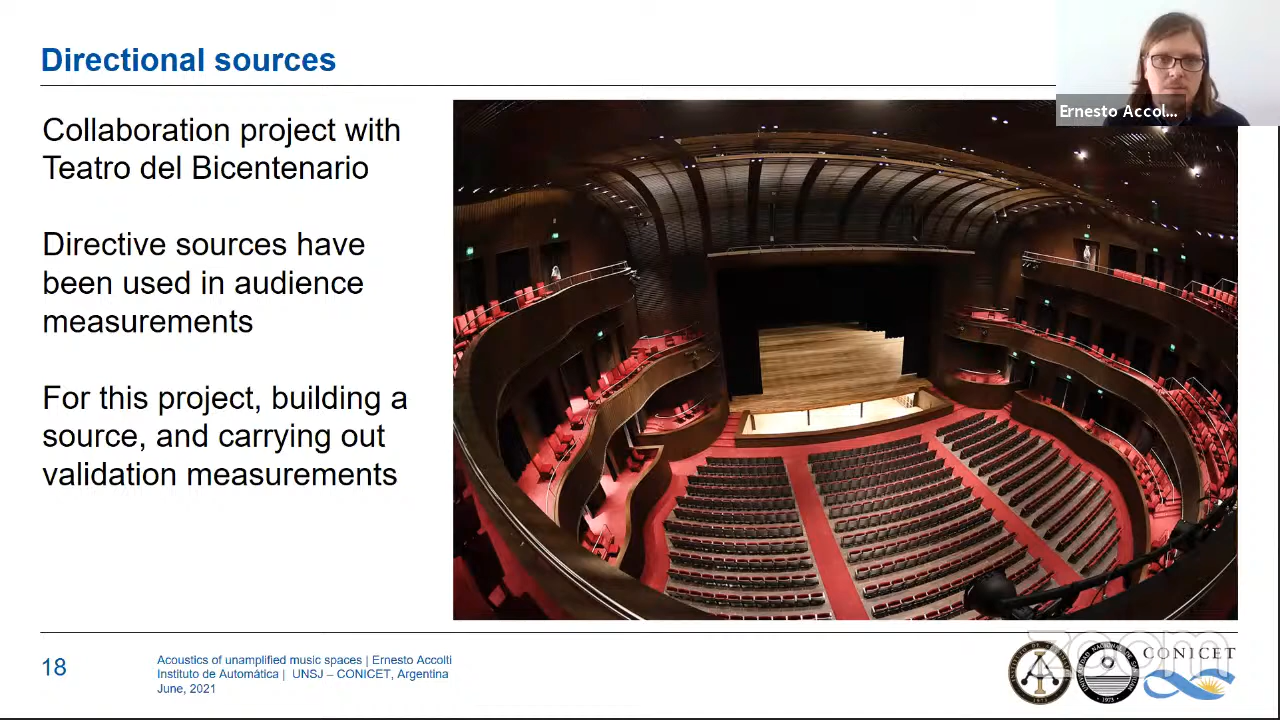 Directional sources
Ernesto Accol...
Collaboration project with
Teatro del Bicentenario
Directive sources have
been used in audience
measurements
For this project, building a
source, and carrying out
validation measurements
18
Acoustics of unamplified music spaces | Ernesto Accolti
Instituto de Automática | UNSJ – CONICET, Argentina
June, 2021
zoom
CONICET